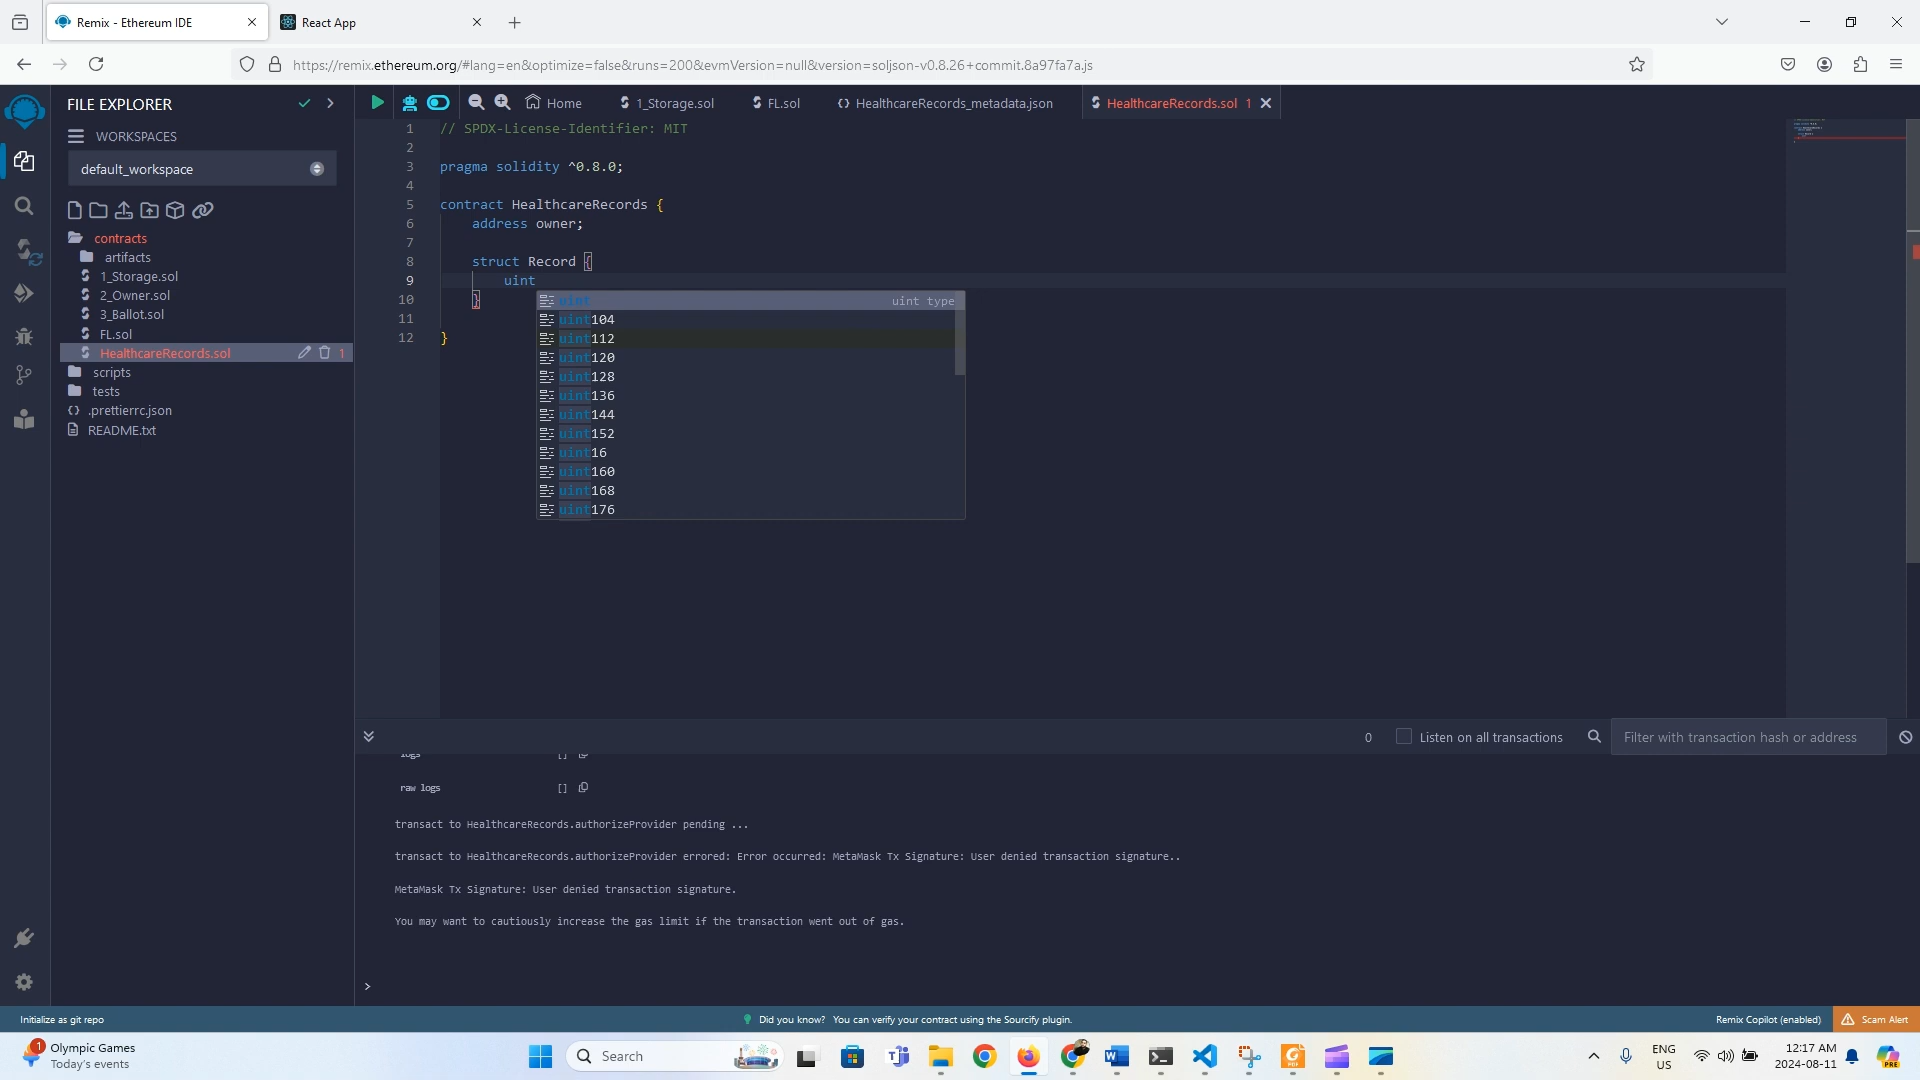 Remix - Ethereum IDE
React App
https://remix.ethereum.org/#lang=en&optimize=false&runs=200&evmVersion=null&version=soljson-v0.8.26+commit.8a97fa7a.js
FILE EXPLORER
WORKSPACES
default_workspace
contracts
artifacts
1_Storage.sol
2_Owner.sol
3_Ballot.sol
FL.sol
HealthcareRecords.sol 1
scripts
tests
.prettierrc.json
README.txt
Home
1_Storage.sol
FL.sol
HealthcareRecords_metadata.json
HealthcareRecords.sol 1
1 // SPDX-License-Identifier: MIT
2
3 pragma solidity ^0.8.0;
4
5 contract HealthcareRecords {
6 address owner;
7
8 struct Record {
9 uint
10 }
11
12 }
uint uint type
uint104
uint112
uint120
uint128
uint136
uint144
uint152
uint16
uint160
uint168
uint176
0 Listen on all transactions Filter with transaction hash or address
logs []
raw logs []
transact to HealthcareRecords.authorizeProvider pending ...
transact to HealthcareRecords.authorizeProvider errored: Error occurred: MetaMask Tx Signature: User denied transaction signature..
MetaMask Tx Signature: User denied transaction signature.
You may want to cautiously increase the gas limit if the transaction went out of gas.
>
Initialize as git repo
Did you know? You can verify your contract using the Sourcify plugin.
Remix Copilot (enabled)
Scam Alert
1
Olympic Games
Today's events
Search
ENG
US
12:17 AM
2024-08-11